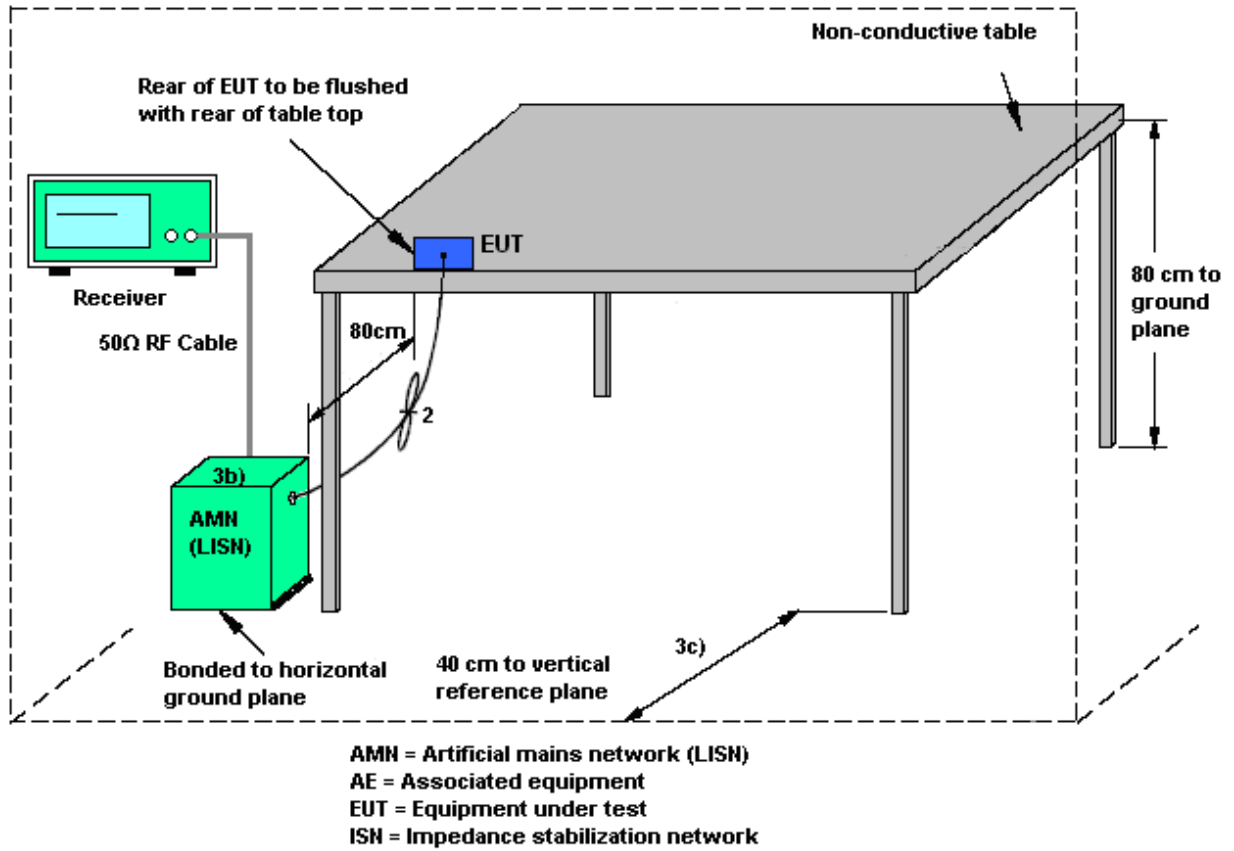 Non-conductive table
Rear of EUT to be flushed
with rear of table top
EUT
Receiver
80 cm to
ground
plane
50Ω RF Cable
80cm
2
3b)
AMN
(LISN)
3c)
Bonded to horizontal
ground plane
40 cm to vertical
reference plane
AMN = Artificial mains network (LISN)
AE = Associated equipment
EUT = Equipment under test
ISN = Impedance stabilization network